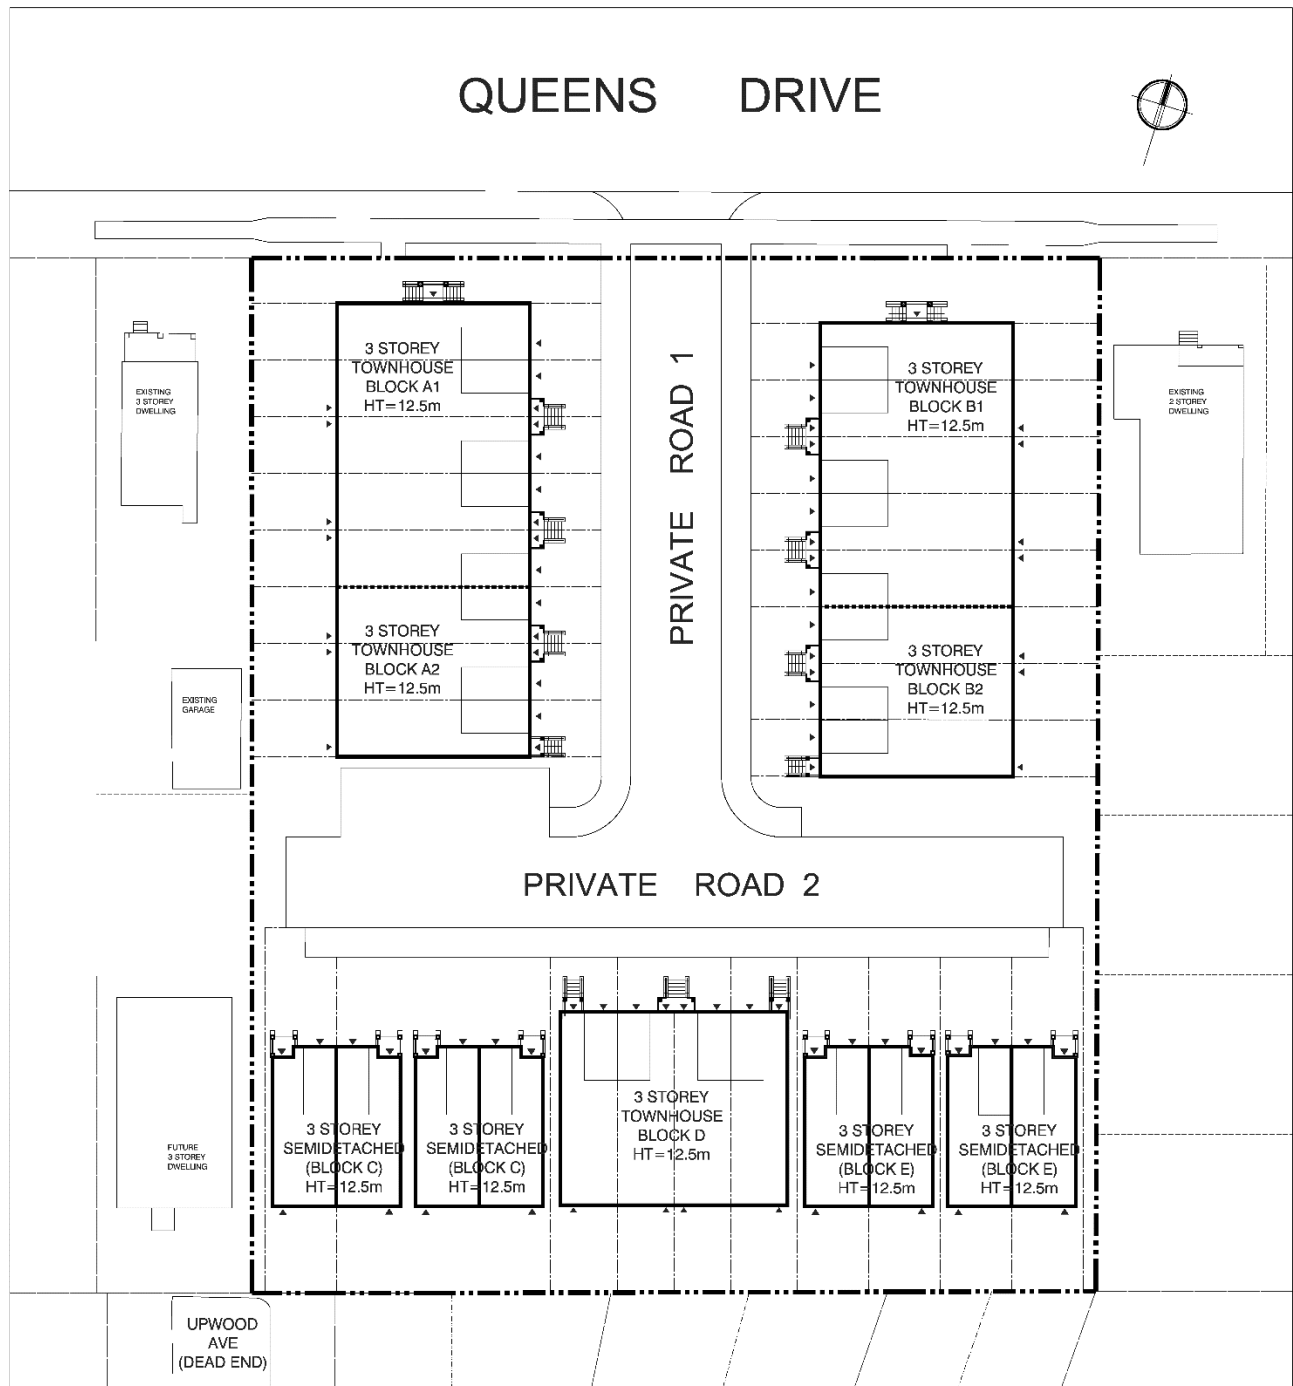 QUEENS DRIVE
3 STOREY
TOWNHOUSE
BLOCK A1
HT=12.5m
PRIVATE ROAD 1
3 STOREY
TOWNHOUSE
BLOCK B1
HT=12.5m
EXISTING
3 STOREY
DWELLING
EXISTING
2 STOREY
DWELLING
3 STOREY
TOWNHOUSE
BLOCK A2
HT=12.5m
3 STOREY
TOWNHOUSE
BLOCK B2
HT=12.5m
EXISTING
GARAGE
PRIVATE ROAD 2
FUTURE
3 STOREY
DWELLING
3 STOREY
SEMIDETACHED
(BLOCK C)
HT=12.5m
3 STOREY
SEMIDETACHED
(BLOCK C)
HT=12.5m
3 STOREY
TOWNHOUSE
BLOCK D
HT=12.5m
3 STOREY
SEMIDETACHED
(BLOCK E)
HT=12.5m
3 STOREY
SEMIDETACHED
(BLOCK E)
HT=12.5m
UPWOOD
AVE
(DEAD END)